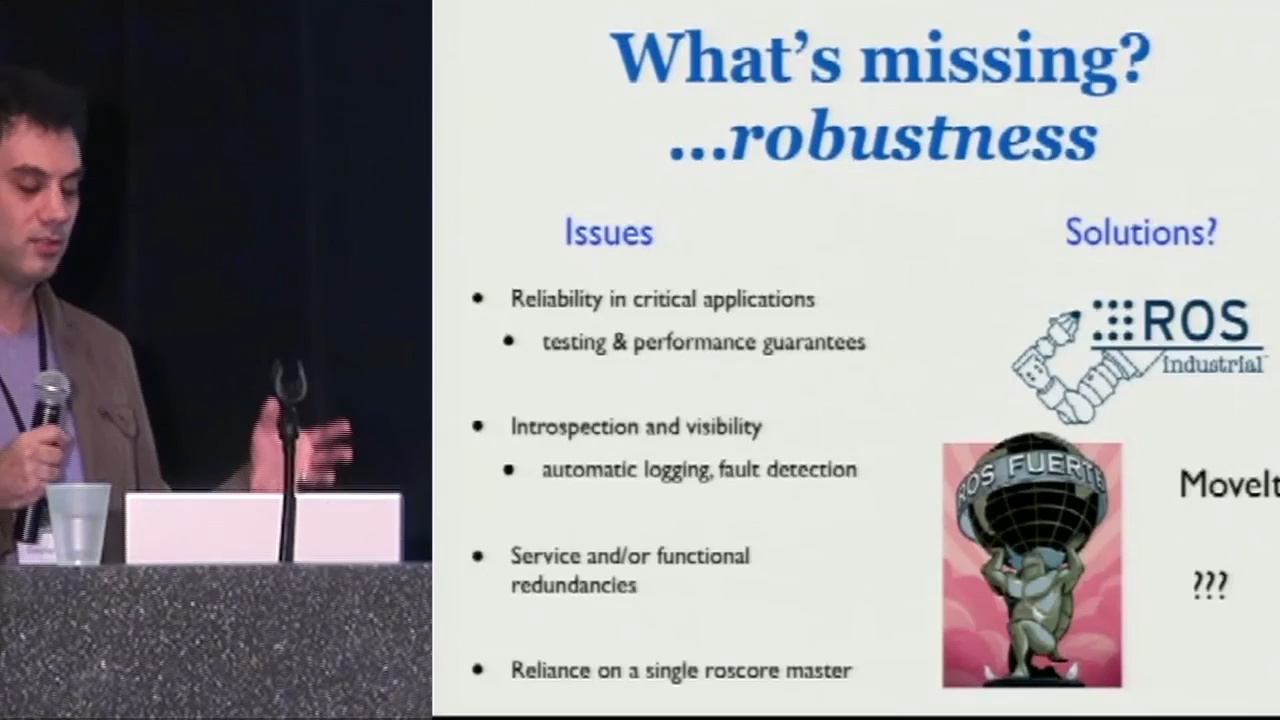 What's missing?
...robustness
Issues
Solutions?
• Reliability in critical applications
• testing & performance guarantees
• Introspection and visibility
• automatic logging, fault detection
• Service and/or functional
redundancies
• Reliance on a single roscore master
ROS
Industrial
ROS FUERTE
MoveIt
???